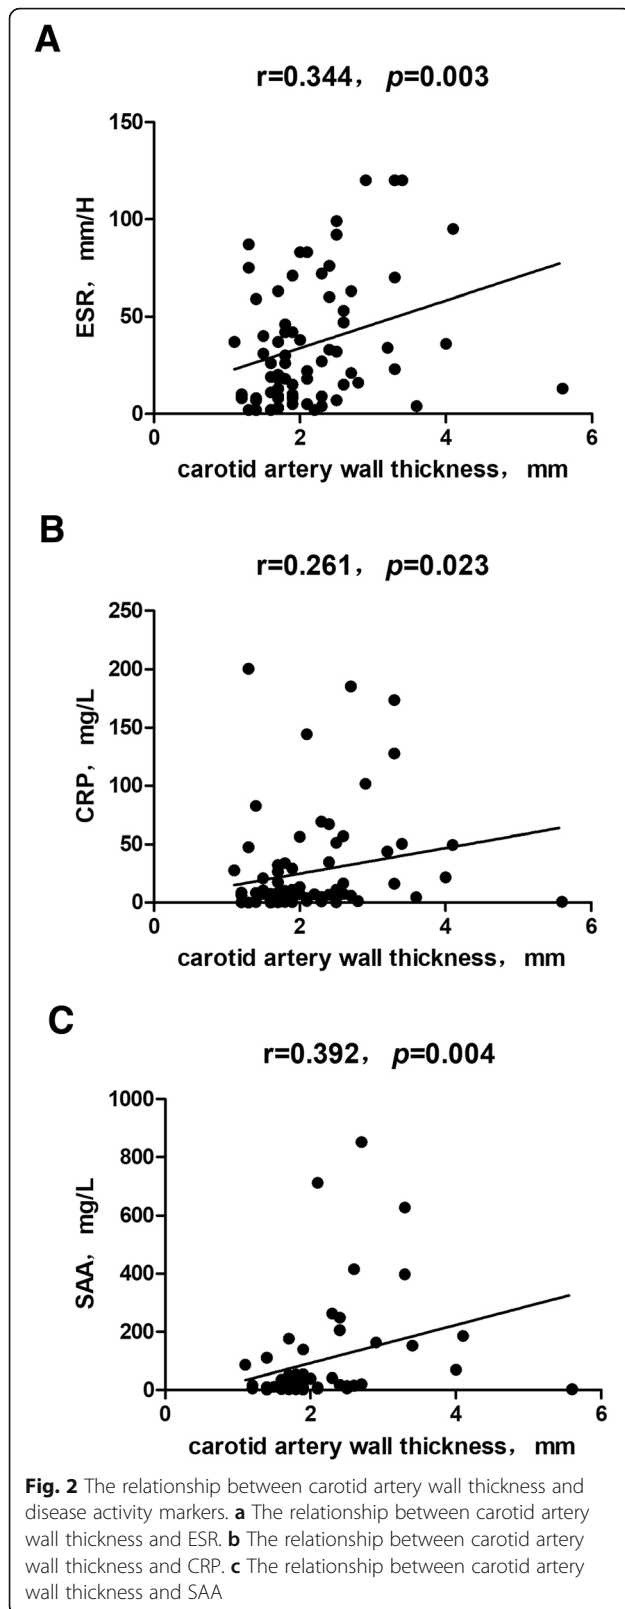 A
r=0.344， p=0.003
150
100
50
0
ESR， mm/H
0 2 4 6
carotid artery wall thickness， mm
B
r=0.261， p=0.023
250
200
150
100
50
0
CRP， mg/L
0 2 4 6
carotid artery wall thickness， mm
C
r=0.392， p=0.004
1000
800
600
400
200
0
SAA， mg/L
0 2 4 6
carotid artery wall thickness， mm
Fig. 2 The relationship between carotid artery wall thickness and
disease activity markers. a The relationship between carotid artery
wall thickness and ESR. b The relationship between carotid artery
wall thickness and CRP. c The relationship between carotid artery
wall thickness and SAA